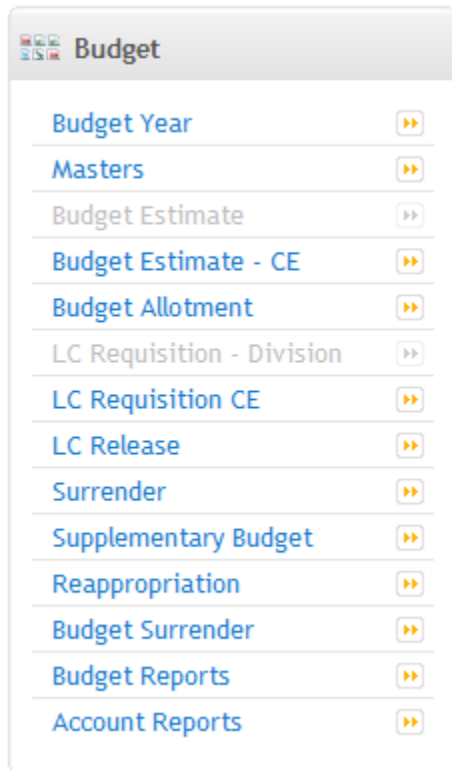 Budget
Budget Year
Masters
Budget Estimate
Budget Estimate - CE
Budget Allotment
LC Requisition - Division
LC Requisition CE
LC Release
Surrender
Supplementary Budget
Reappropriation
Budget Surrender
Budget Reports
Account Reports